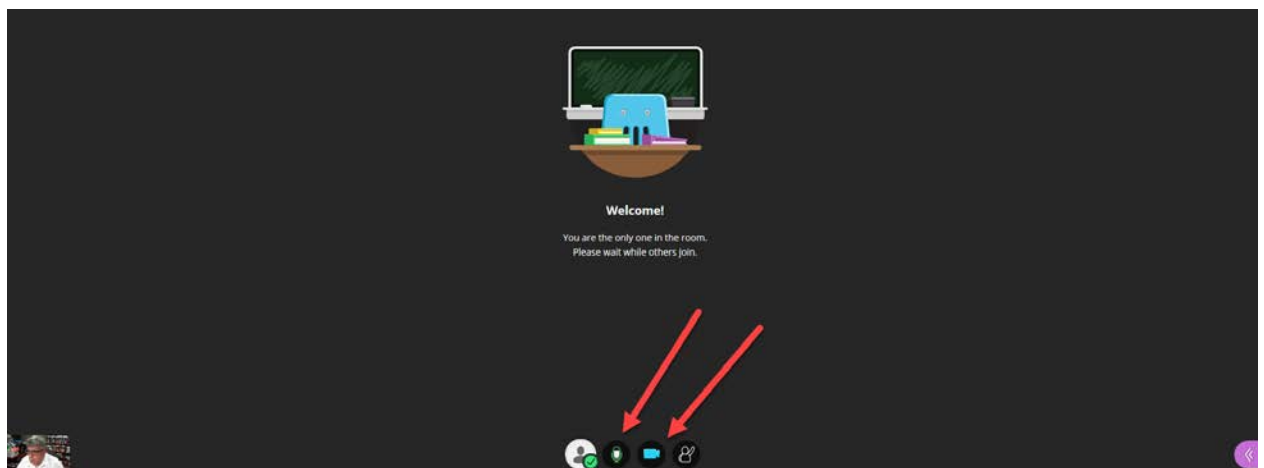 Welcome!
You are the only one in the room.
Please wait while others join.